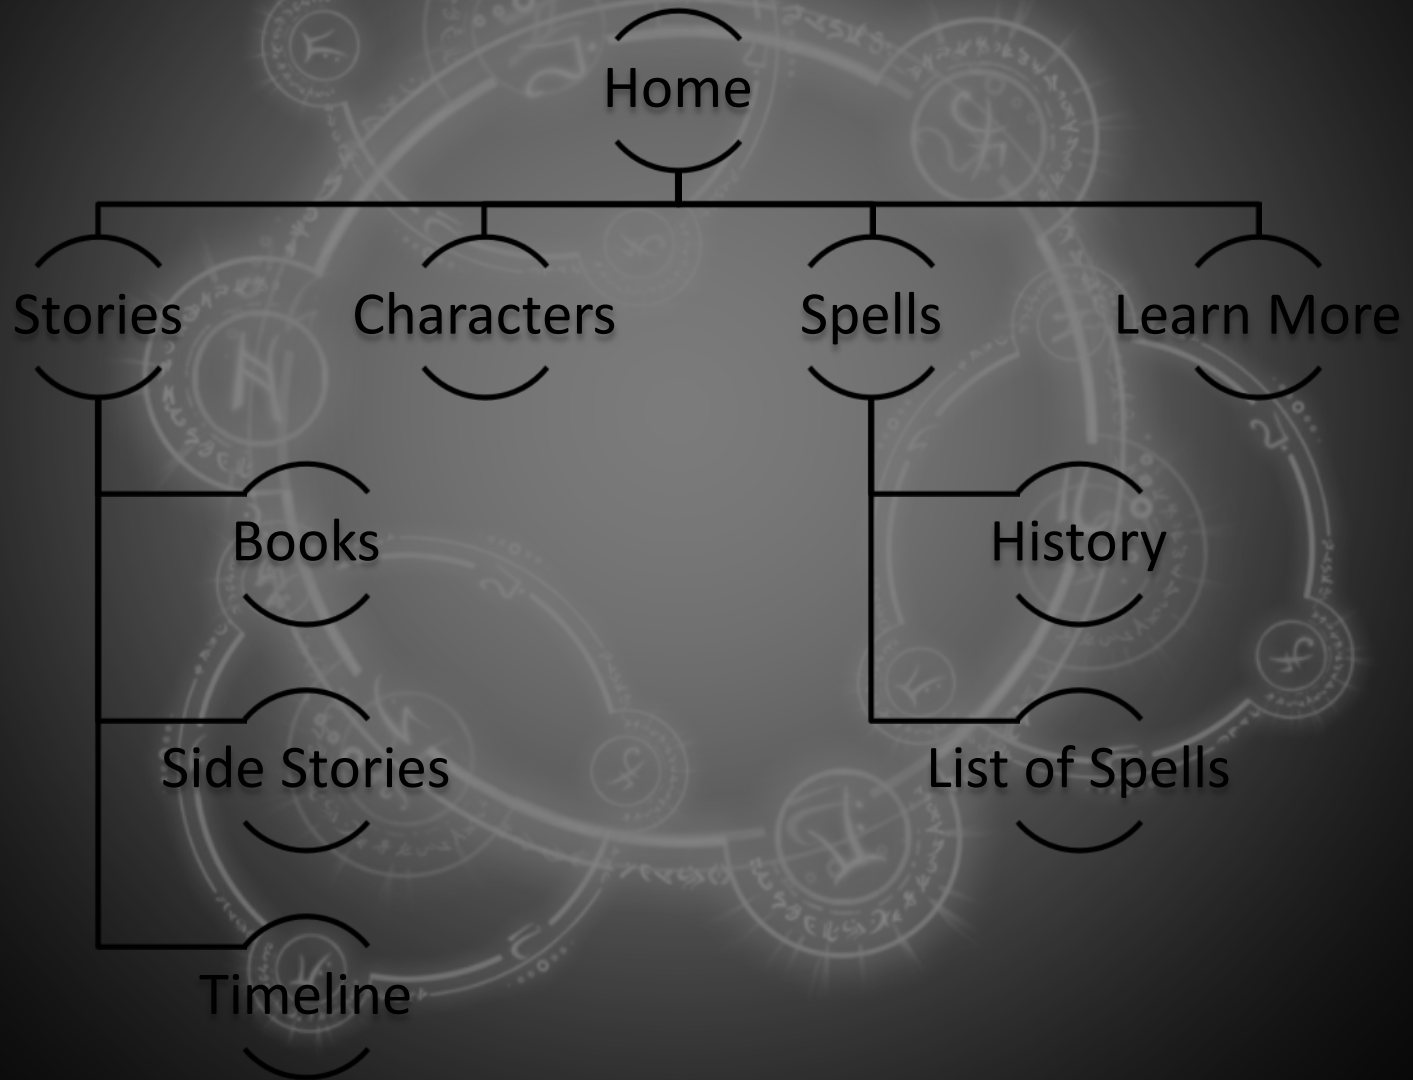 Home
Stories
Characters
Spells
Learn More
Books
History
Side Stories
List of Spells
Timeline